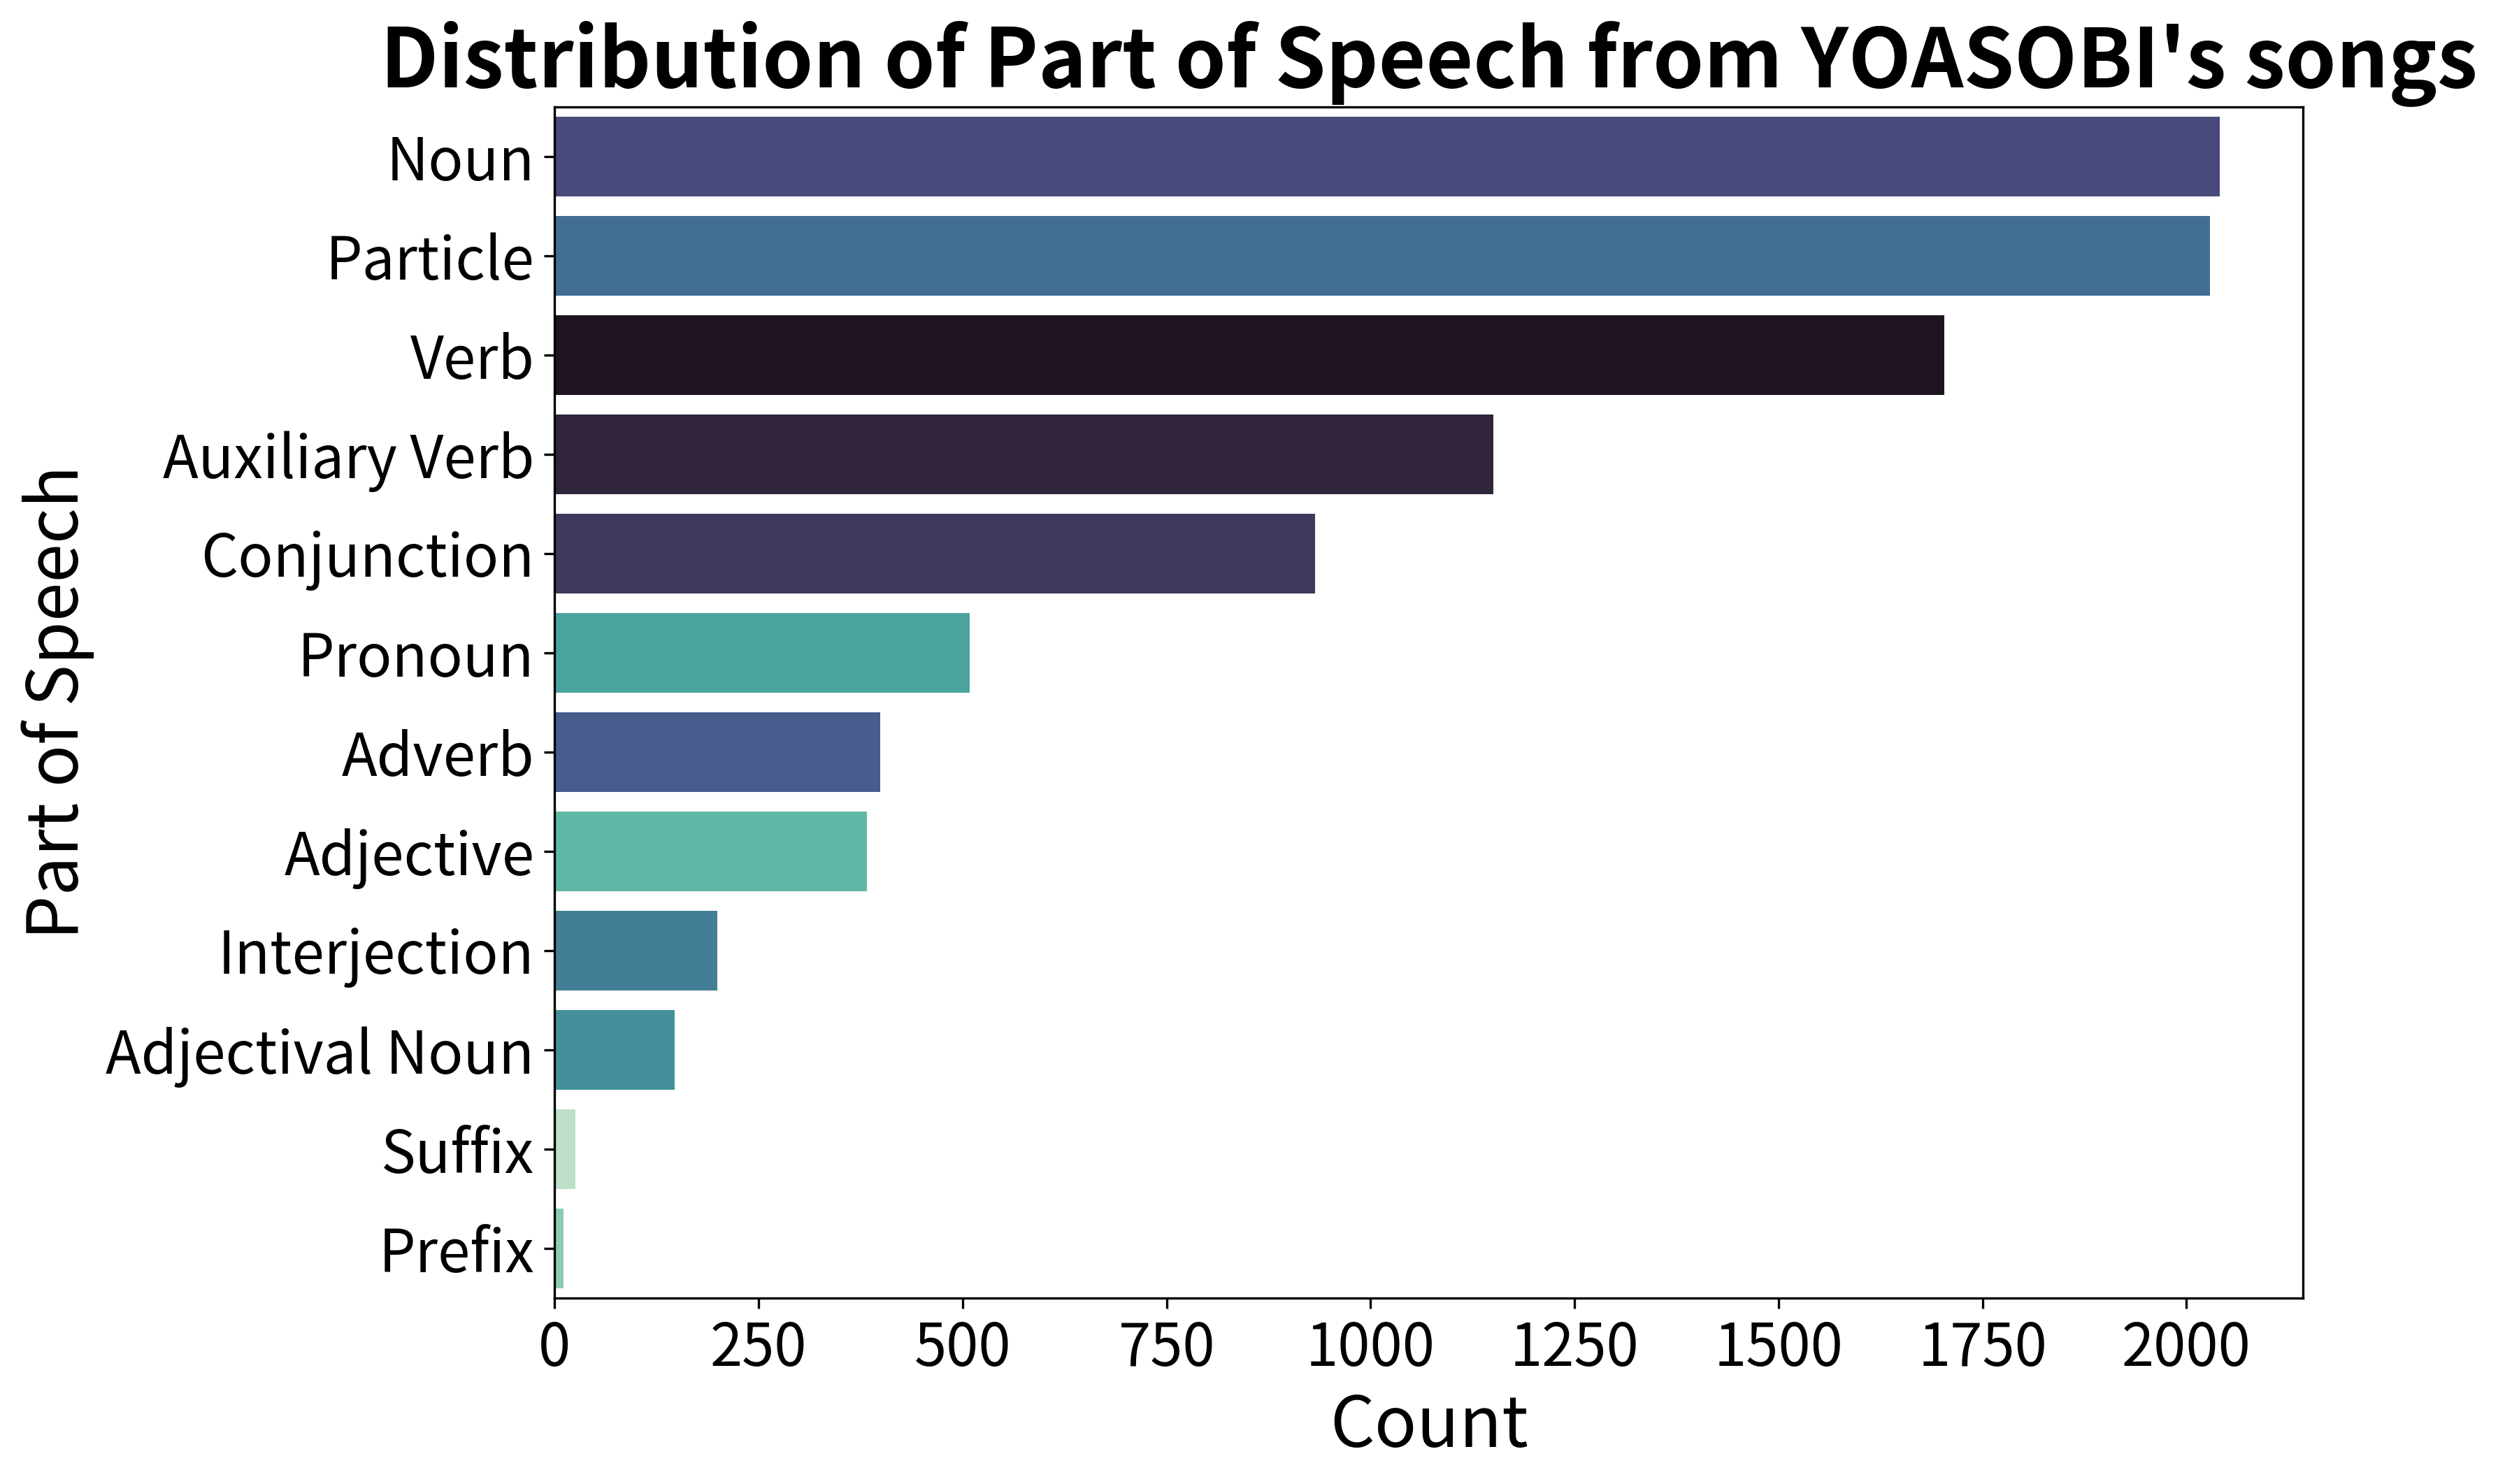 Distribution of Part of Speech from YOASOBI's songs
Part of Speech
Noun
Particle
Verb
Auxiliary Verb
Conjunction
Pronoun
Adverb
Adjective
Interjection
Adjectival Noun
Suffix
Prefix
0 250 500 750 1000 1250 1500 1750 2000
Count